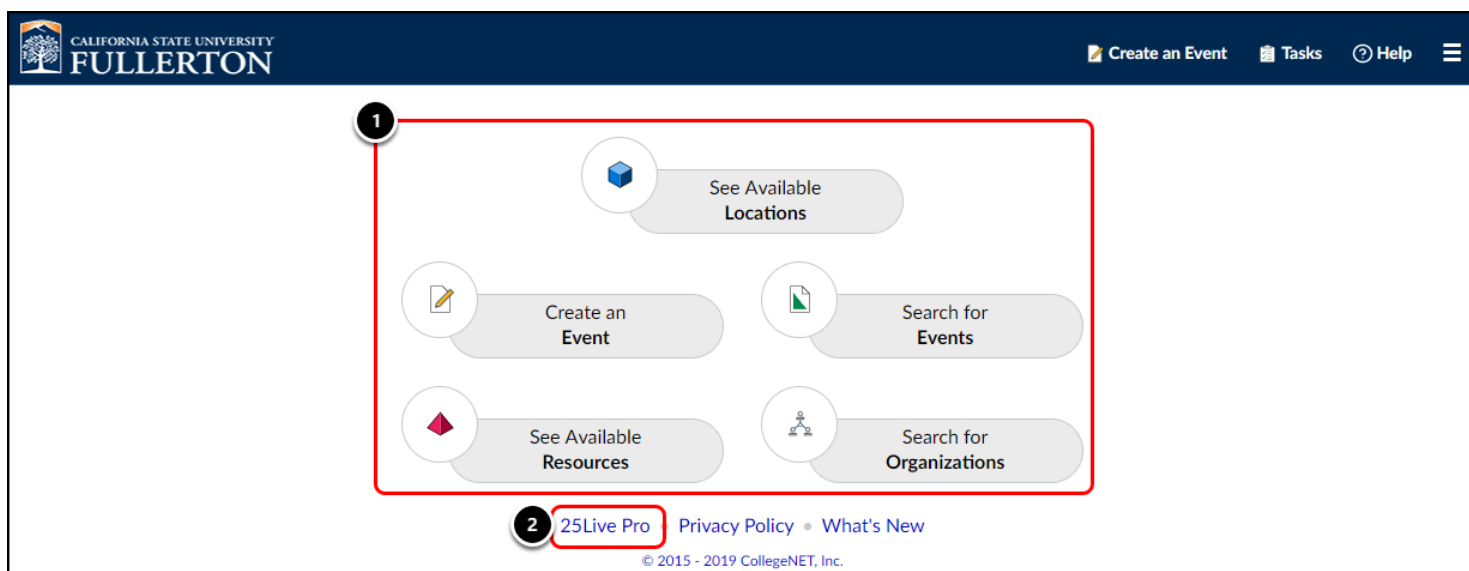 CALIFORNIA STATE UNIVERSITY
FULLERTON
Create an Event Tasks Help
1
See Available
Locations
Create an
Event
Search for
Events
See Available
Resources
Search for
Organizations
2 25Live Pro Privacy Policy What's New
© 2015 - 2019 CollegeNET, Inc.